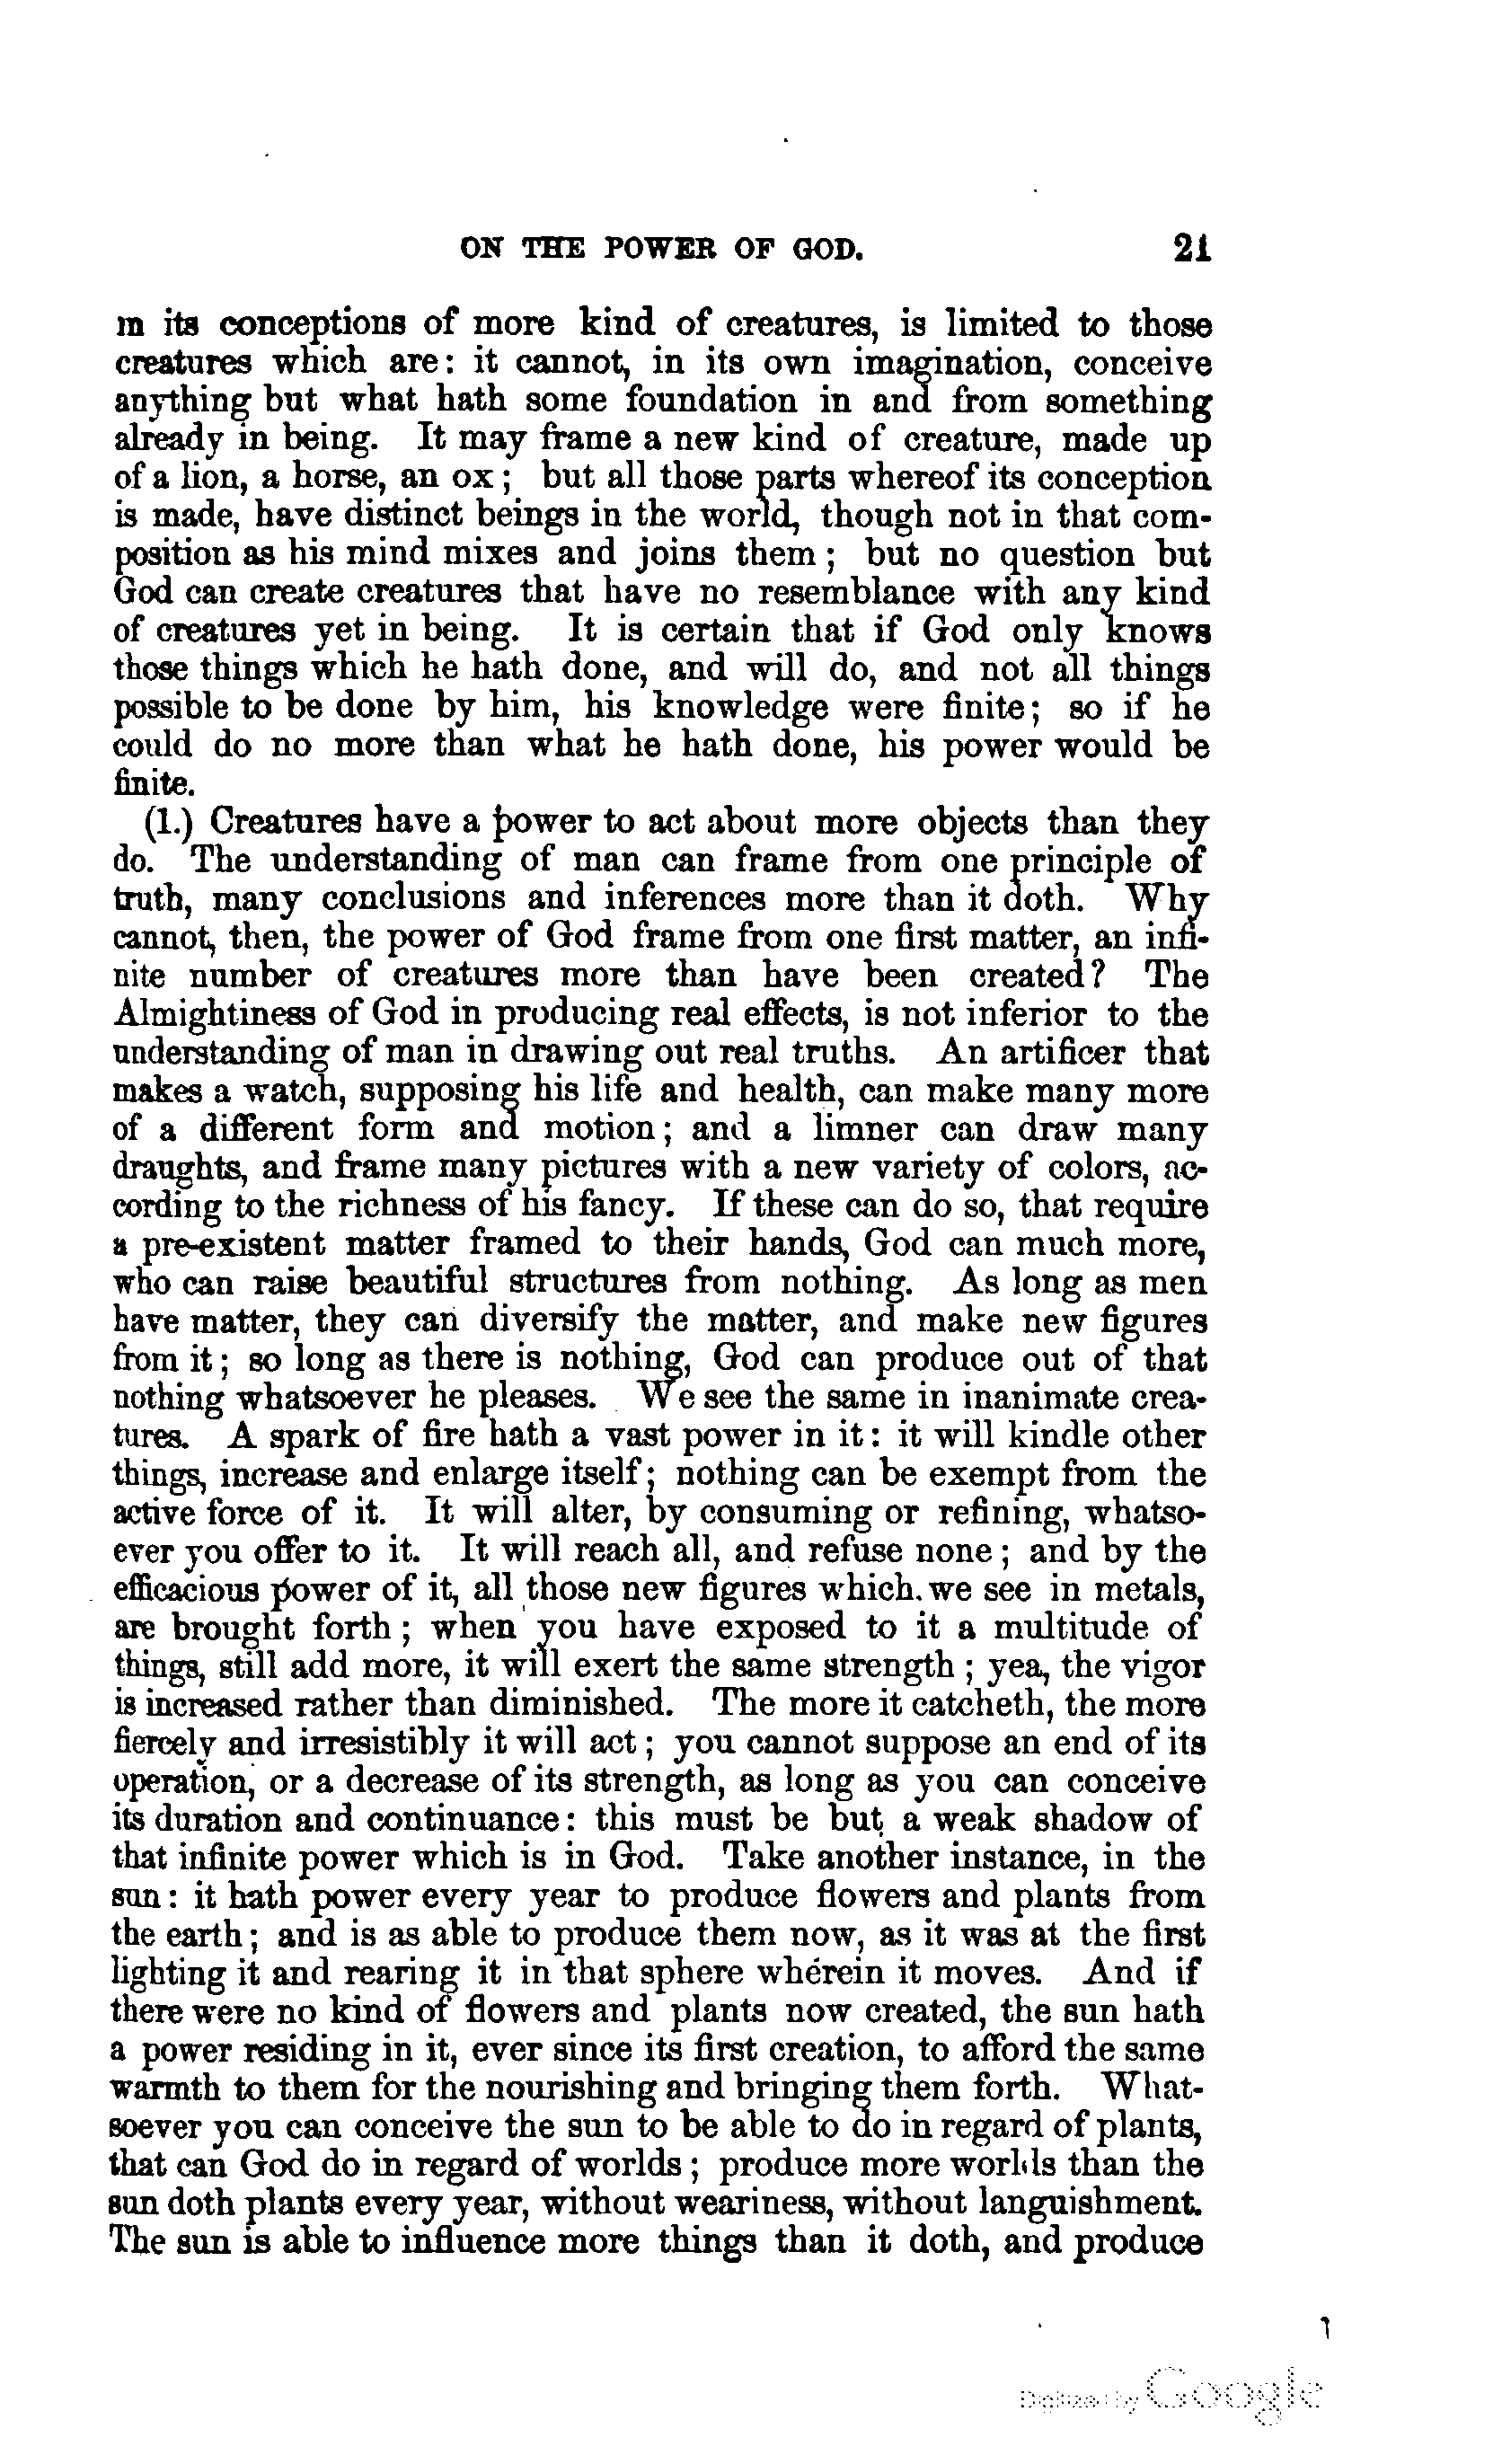 ON THE POWER OF GOD. 21
in its conceptions of more kind of creatures, is limited to those
creatures which are: it cannot, in its own imagination, conceive
anything but what hath some foundation in and from something
already in being. It may frame a new kind of creature, made up
of a lion, a horse, an ox; but all those parts whereof its conception
is made, have distinct beings in the world, though not in that com-
position as his mind mixes and joins them; but no question but
God can create creatures that have no resemblance with any kind
of creatures yet in being. It is certain that if God only knows
those things which he hath done, and will do, and not all things
possible to be done by him, his knowledge were finite; so if he
could do no more than what he hath done, his power would be
finite.
(1.) Creatures have a power to act about more objects than they
do. The understanding of man can frame from one principle of
truth, many conclusions and inferences more than it doth. Why
cannot, then, the power of God frame from one first matter, an infi-
nite number of creatures more than have been created? The
Almightiness of God in producing real effects, is not inferior to the
understanding of man in drawing out real truths. An artificer that
makes a watch, supposing his life and health, can make many more
of a different form and motion; and a limner can draw many
draughts, and frame many pictures with a new variety of colors, ac-
cording to the richness of his fancy. If these can do so, that require
a pre-existent matter framed to their hands, God can much more,
who can raise beautiful structures from nothing. As long as men
have matter, they can diversify the matter, and make new figures
from it; so long as there is nothing, God can produce out of that
nothing whatsoever he pleases. We see the same in inanimate crea-
tures. A spark of fire hath a vast power in it: it will kindle other
things, increase and enlarge itself; nothing can be exempt from the
active force of it. It will alter, by consuming or refining, whatso-
ever you offer to it. It will reach all, and refuse none; and by the
efficacious power of it, all those new figures which we see in metals,
are brought forth; when you have exposed to it a multitude of
things, still add more, it will exert the same strength; yea, the vigor
is increased rather than diminished. The more it catcheth, the more
fiercely and irresistibly it will act; you cannot suppose an end of its
operation, or a decrease of its strength, as long as you can conceive
its duration and continuance: this must be but a weak shadow of
that infinite power which is in God. Take another instance, in the
sun: it hath power every year to produce flowers and plants from
the earth; and is as able to produce them now, as it was at the first
lighting it and rearing it in that sphere wherein it moves. And if
there were no kind of flowers and plants now created, the sun hath
a power residing in it, ever since its first creation, to afford the same
warmth to them for the nourishing and bringing them forth. What-
soever you can conceive the sun to be able to do in regard of plants,
that can God do in regard of worlds; produce more worlds than the
sun doth plants every year, without weariness, without languishment.
The sun is able to influence more things than it doth, and produce
Digitized by Google